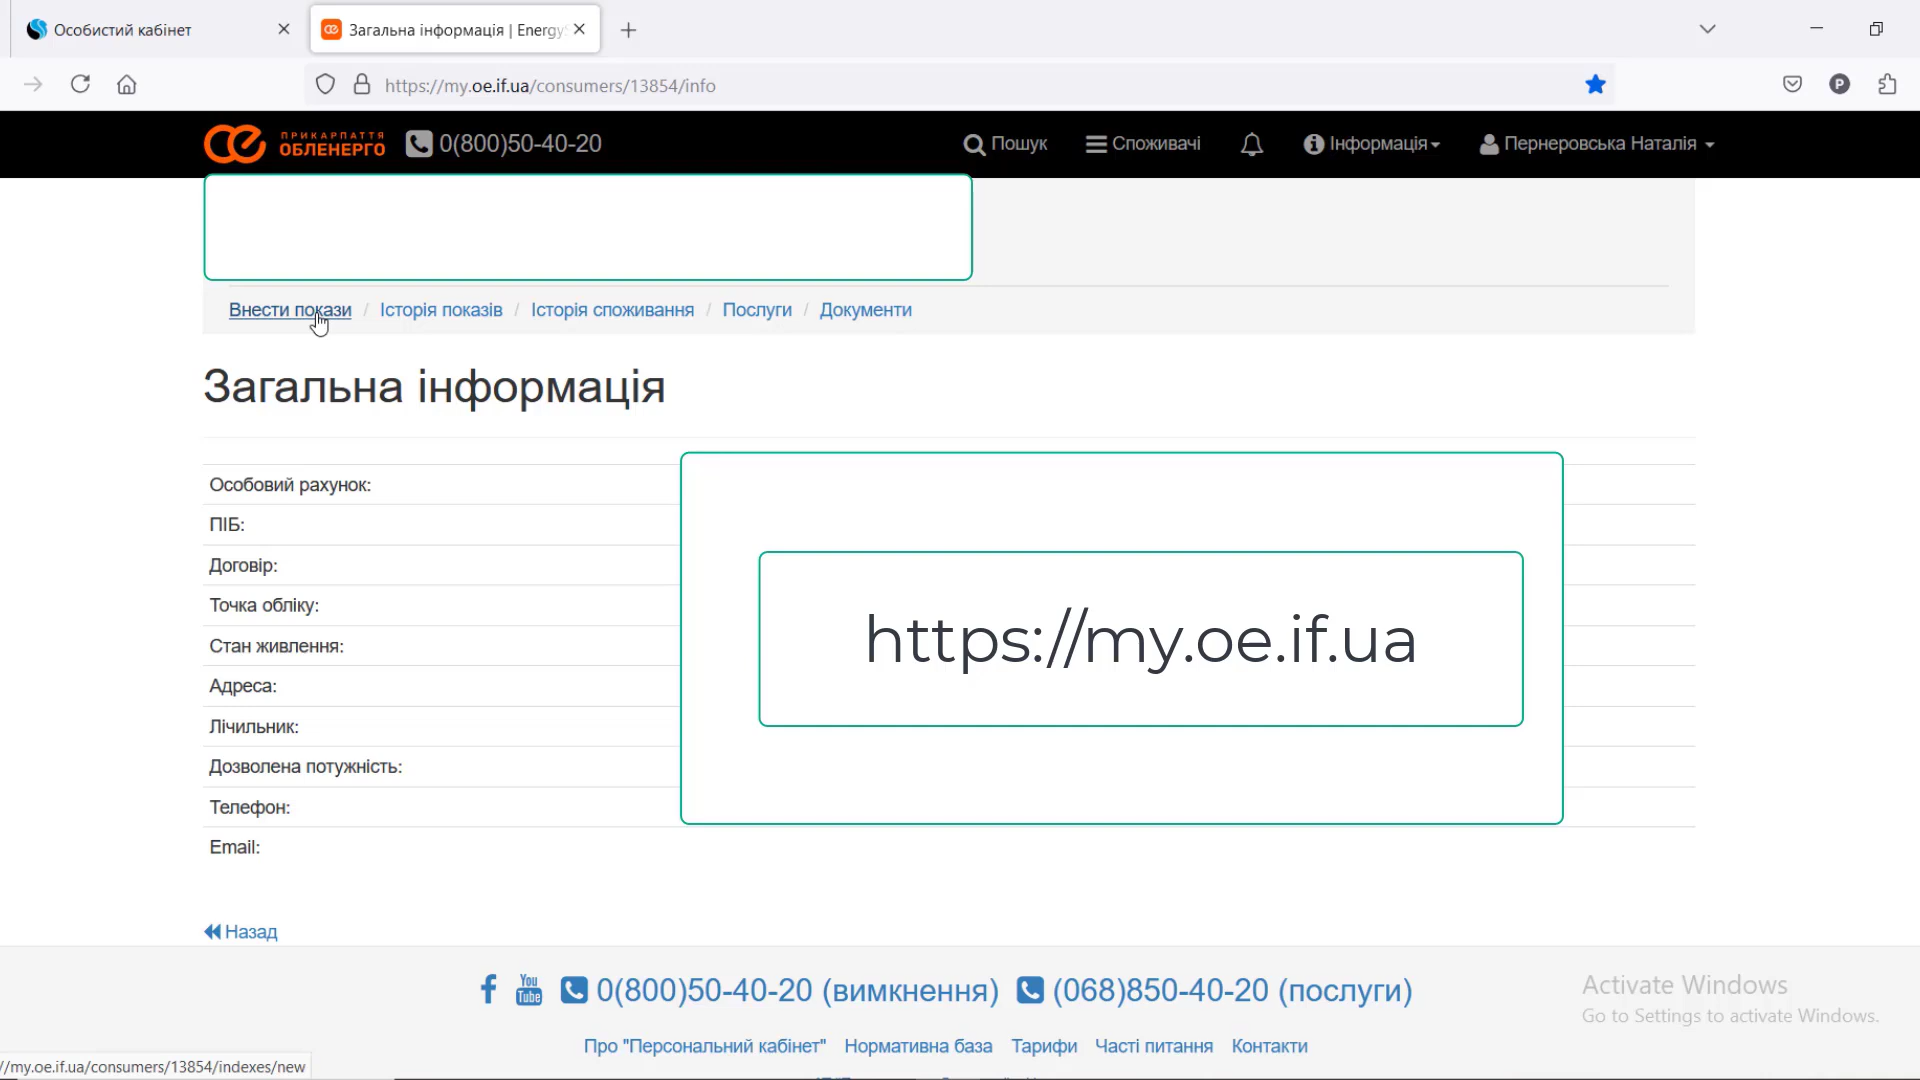 Особистий кабінет
Загальна інформація | Energy
https://my.oe.if.ua/consumers/13854/info
P
ПРИКАРПАТТЯ
ОБЛЕНЕРГО
0(800)50-40-20
Пошук
Споживачі
Інформація
Пернеровська Наталія
Внести покази / Історія показів / Історія споживання / Послуги / Документи
Загальна інформація
Особовий рахунок:
ПІБ:
Договір:
Точка обліку:
Стан живлення:
Адреса:
Лічильник:
Дозволена потужність:
Телефон:
Email:
https://my.oe.if.ua
Назад
You
Tube
0(800)50-40-20 (вимкнення)
(068)850-40-20 (послуги)
Activate Windows
Go to Settings to activate Windows.
Про "Персональний кабінет" Нормативна база Тарифи Часті питання Контакти
//my.oe.if.ua/consumers/13854/indexes/new